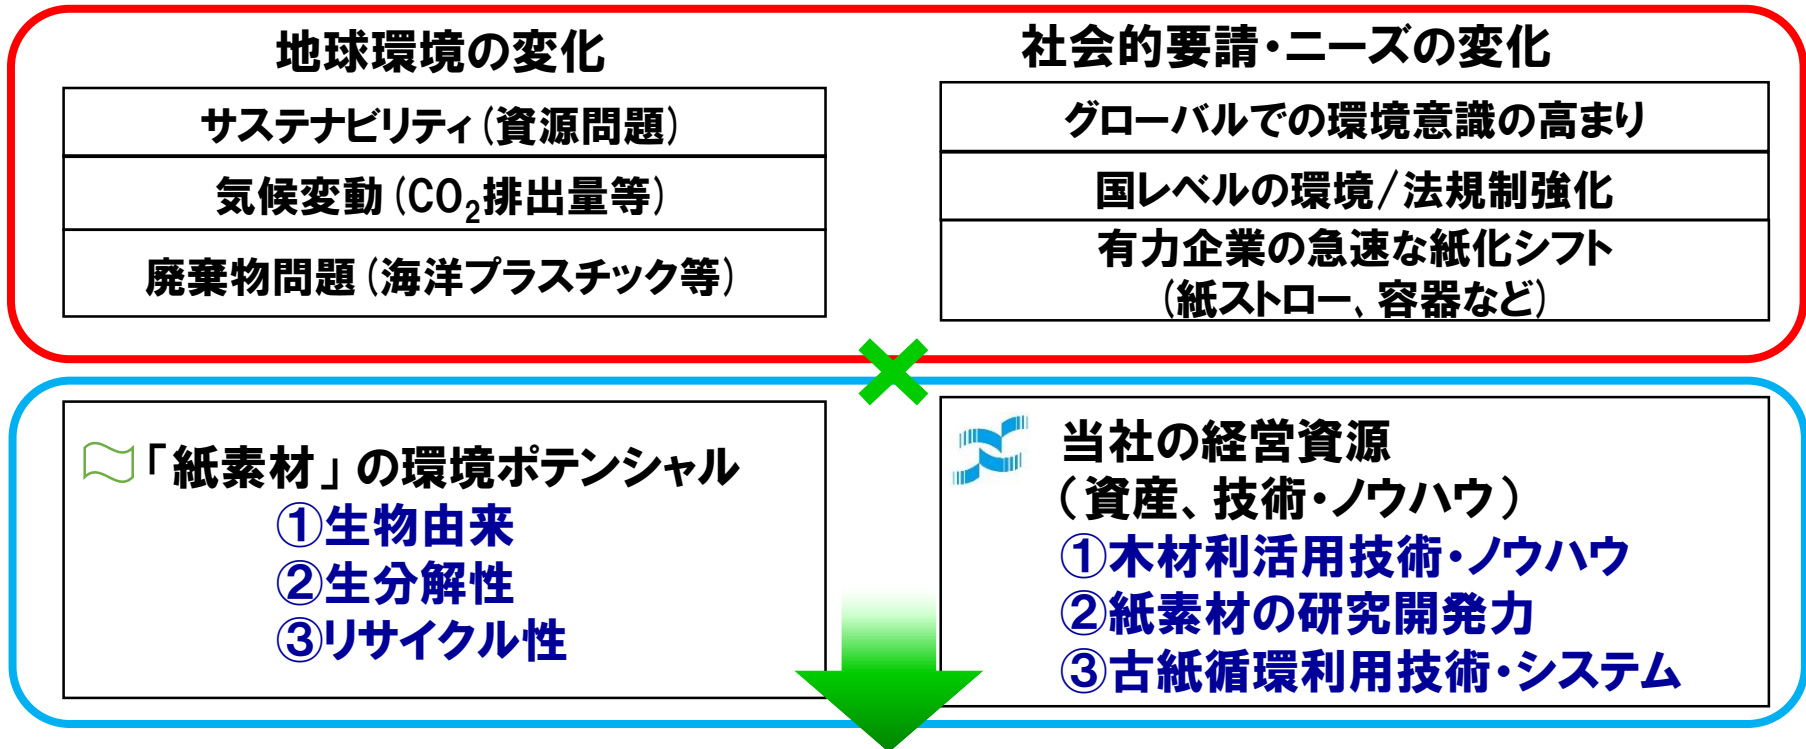 地球環境の変化
サステナビリティ(資源問題)
気候変動(CO₂排出量等)
廃棄物問題(海洋プラスチック等)
社会的要請・ニーズの変化
グローバルでの環境意識の高まり
国レベルの環境/法規制強化
有力企業の急速な紙化シフト
(紙ストロー、容器など)
「紙素材」の環境ポテンシャル
①生物由来
②生分解性
③リサイクル性
当社の経営資源
(資産、技術・ノウハウ)
①木材利活用技術・ノウハウ
②紙素材の研究開発力
③古紙循環利用技術・システム